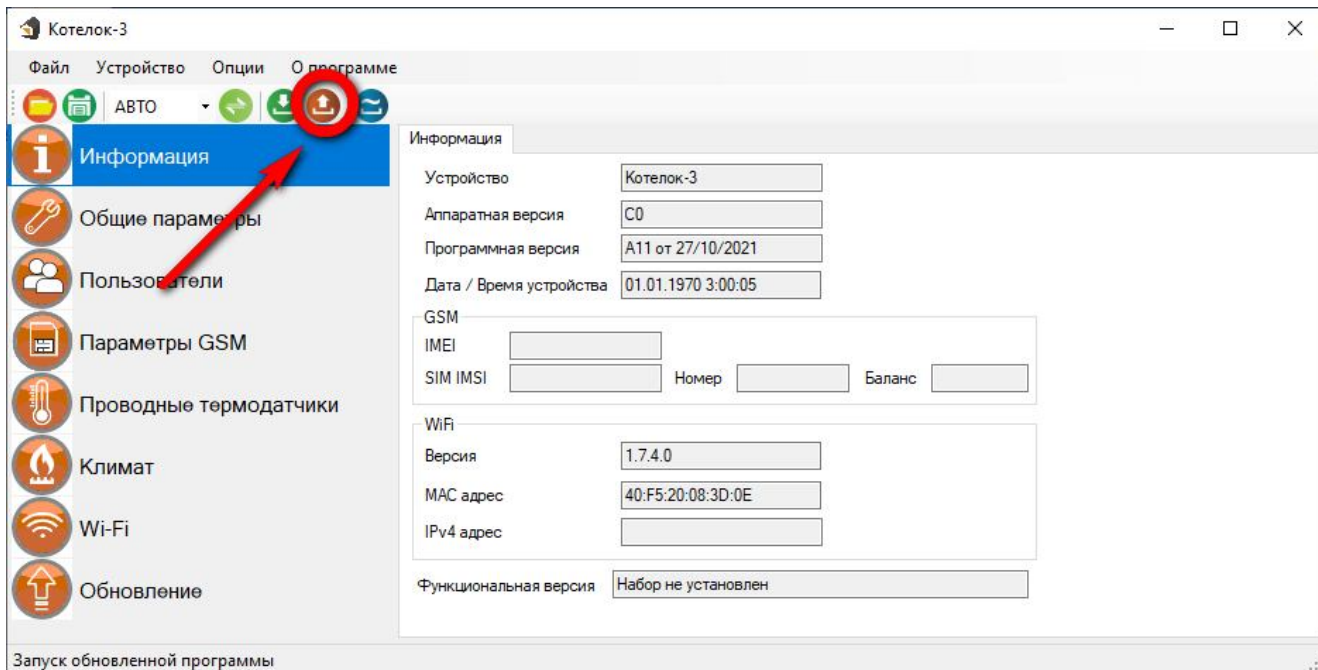 Котелок-3
Файл Устройство Опции О программе
АВТО
Информация
Общие параметры
Пользователи
Параметры GSM
Проводные термодатчики
Климат
Wi-Fi
Обновление
Информация
Устройство Котелок-3
Аппаратная версия C0
Программная версия A11 от 27/10/2021
Дата / Время устройства 01.01.1970 3:00:05
GSM
IMEI
SIM IMSI Номер Баланс
WiFi
Версия 1.7.4.0
MAC адрес 40:F5:20:08:3D:0E
IPv4 адрес
Функциональная версия Набор не установлен
Запуск обновленной программы